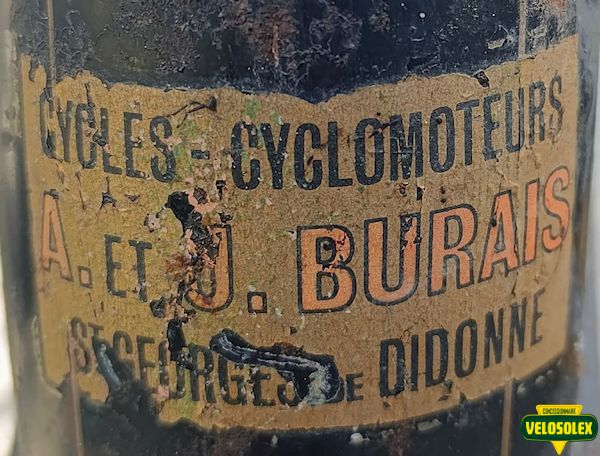 CYCLES - CYCLOMOTEURS
A. ET J. BURAIS
ST GEORGES DE DIDONNE
CONCESSIONNAIRE
VELOSOLEX